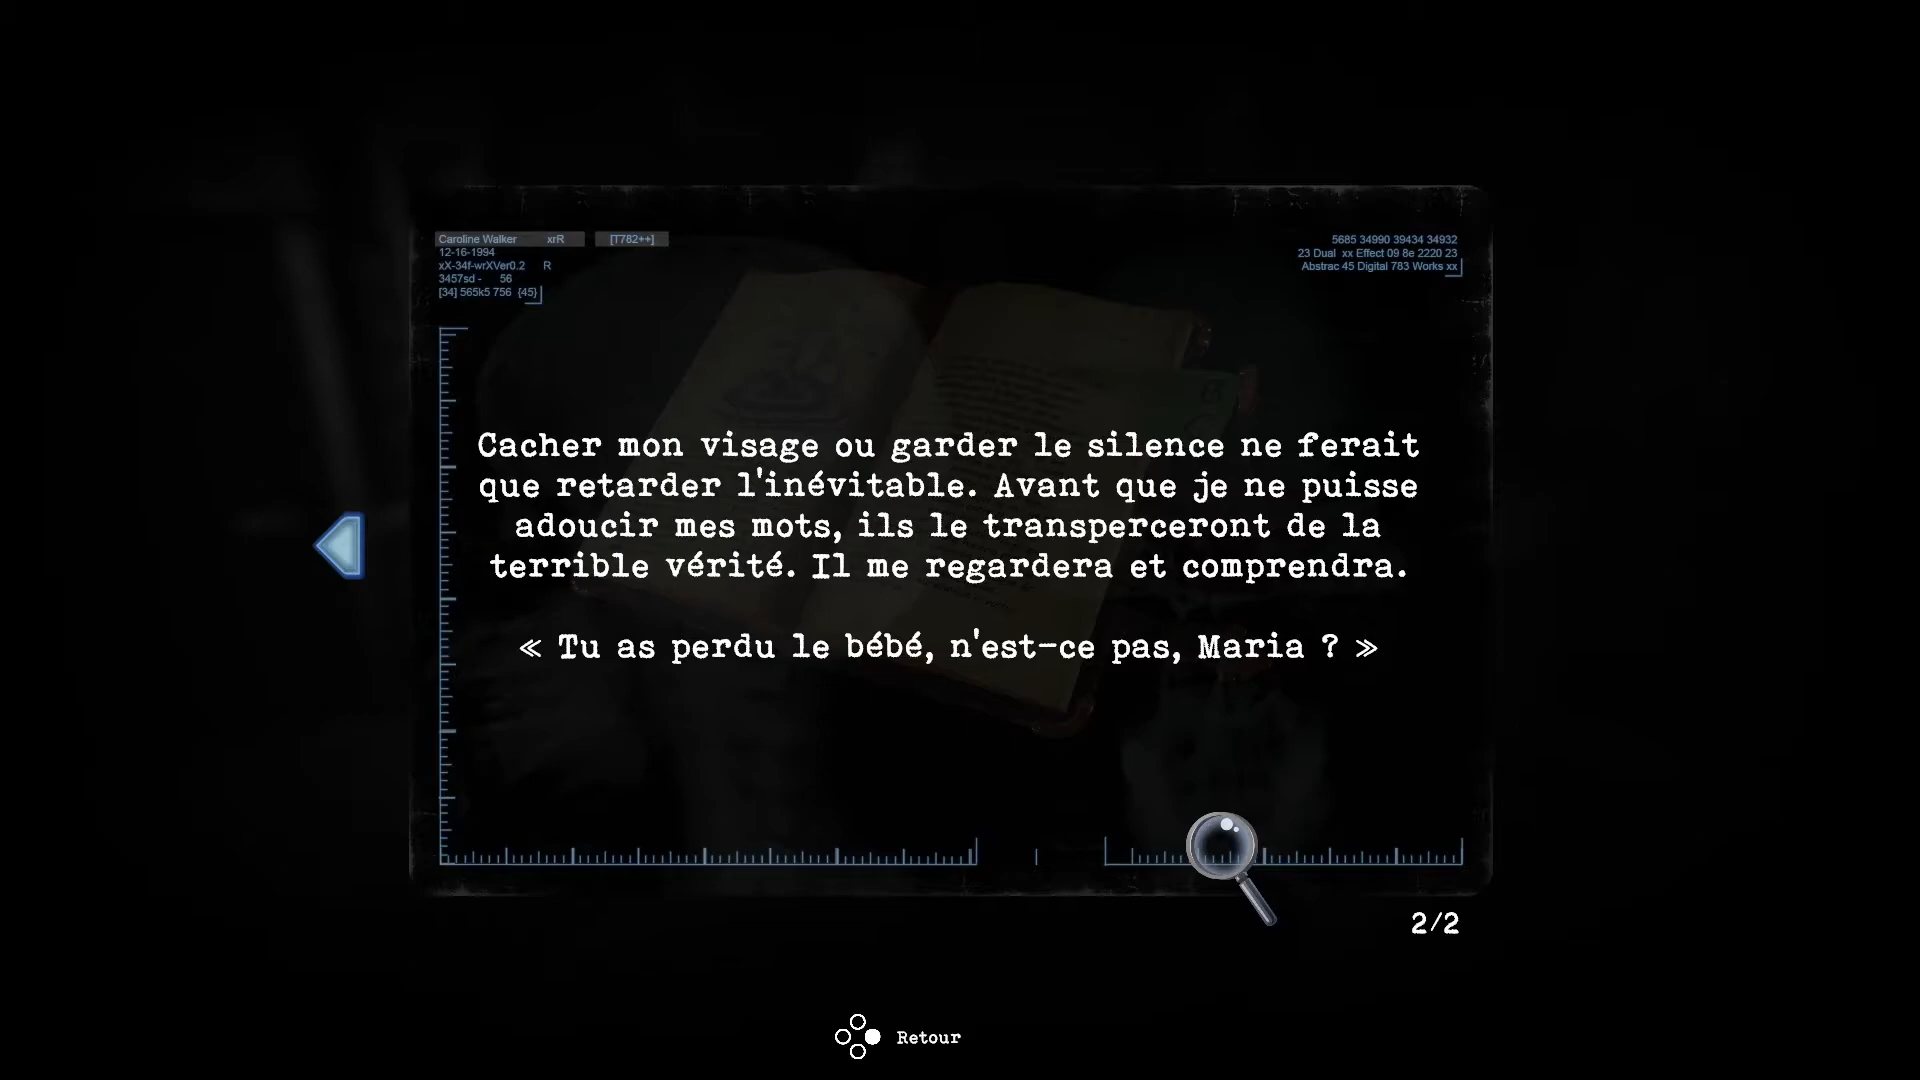 Caroline Walker xrR [T782++]
12-16-1994
xX-34f-wrXVer0.2 R
3457sd - 56
[34] 565k5 756 {45}
5685 34990 39434 34932
23 Dual xx Effect 09 8e 2220 23
Abstrac 45 Digital 783 Works xx
Cacher mon visage ou garder le silence ne ferait
que retarder l'inévitable. Avant que je ne puisse
adoucir mes mots, ils le transperceront de la
terrible vérité. Il me regardera et comprendra.
« Tu as perdu le bébé, n'est-ce pas, Maria ? »
2/2
Retour